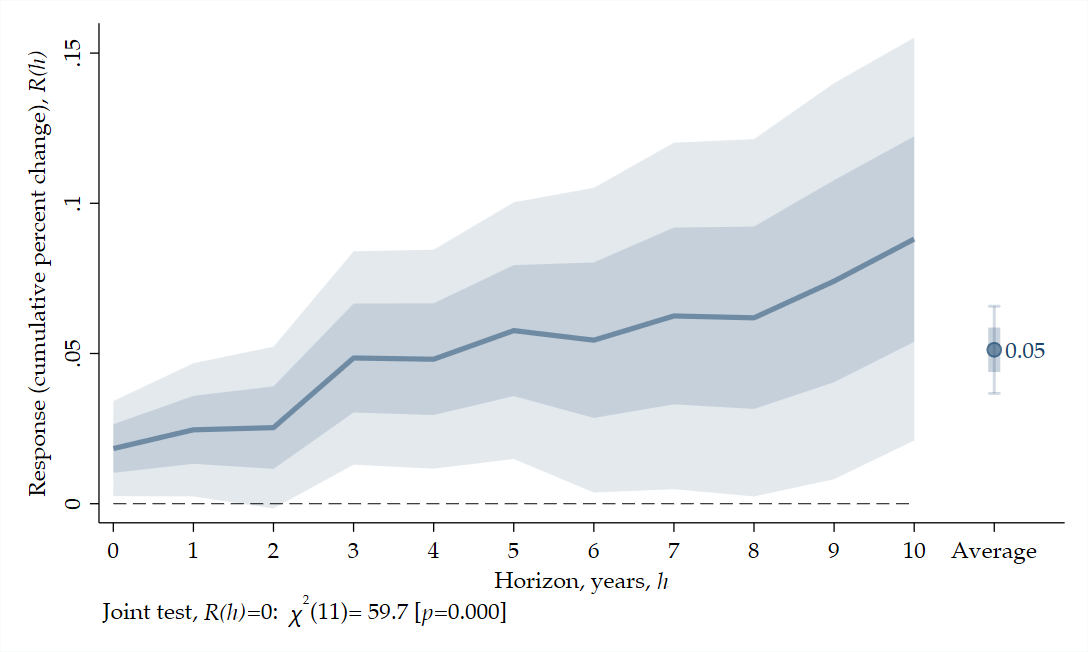 Response (cumulative percent change), R(h)
.15
.1
.05
0
0.05
0 1 2 3 4 5 6 7 8 9 10 Average
Horizon, years, h
Joint test, R(h)=0: χ²(11)= 59.7 [p=0.000]